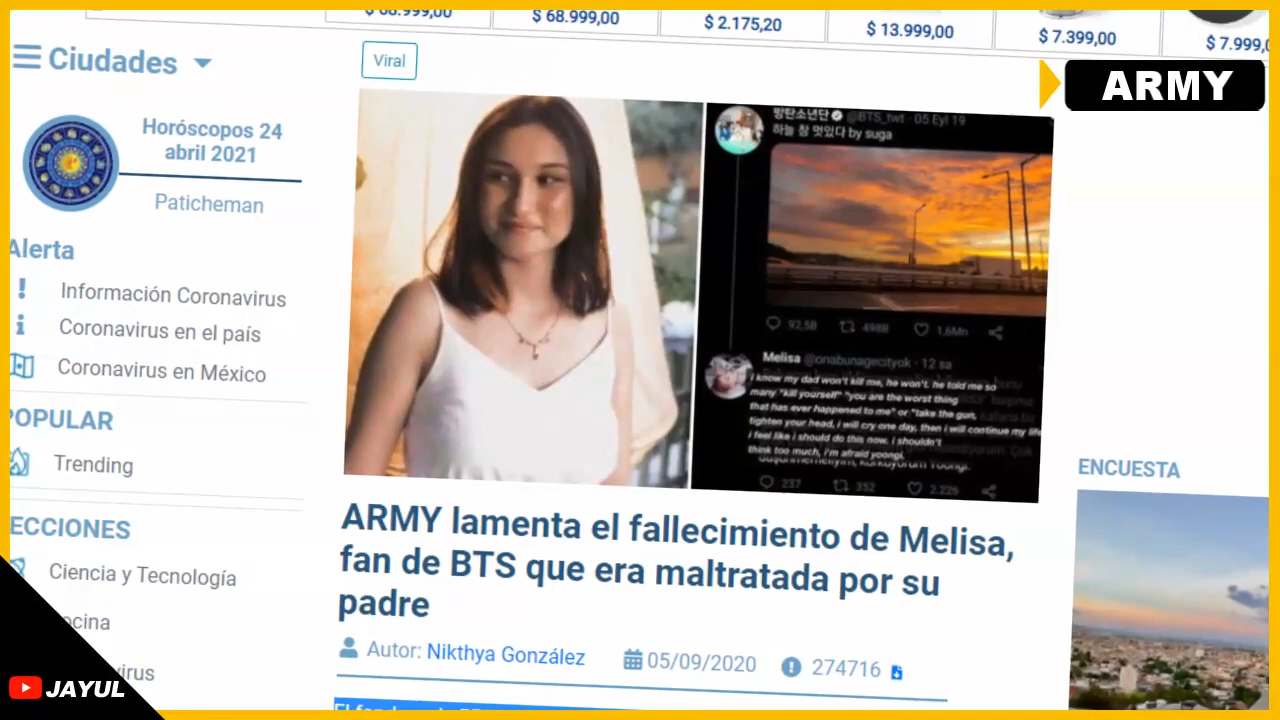 $ 68.999,00
$ 68.999,00
$ 2.175,20
$ 13.999,00
$ 7.399,00
$ 7.999,0
Ciudades
Viral
ARMY
Horóscopos 24
abril 2021
Paticheman
Alerta
Información Coronavirus
Coronavirus en el país
Coronavirus en México
POPULAR
Trending
ECCIONES
Ciencia y Tecnología
ocina
virus
방탄소년단 @BTS_twt · 05 Eyl 19
하늘 참 멋있다 by suga
92,5B 498B 1,6Mn
Melisa @onabunagecityok · 12 sa
i know my dad won't kill me, he won't. he told me so
many "kill yourself" "you are the worst thing
that has ever happened to me" or "take the gun,
tighten your head, i will cry one day, then i will continue my life
i feel like i should do this now. i shouldn't
think too much, i'm afraid yoongi.
237 352 2.226
ENCUESTA
ARMY lamenta el fallecimiento de Melisa,
fan de BTS que era maltratada por su
padre
Autor: Nikthya González 05/09/2020 274716
JAYUL